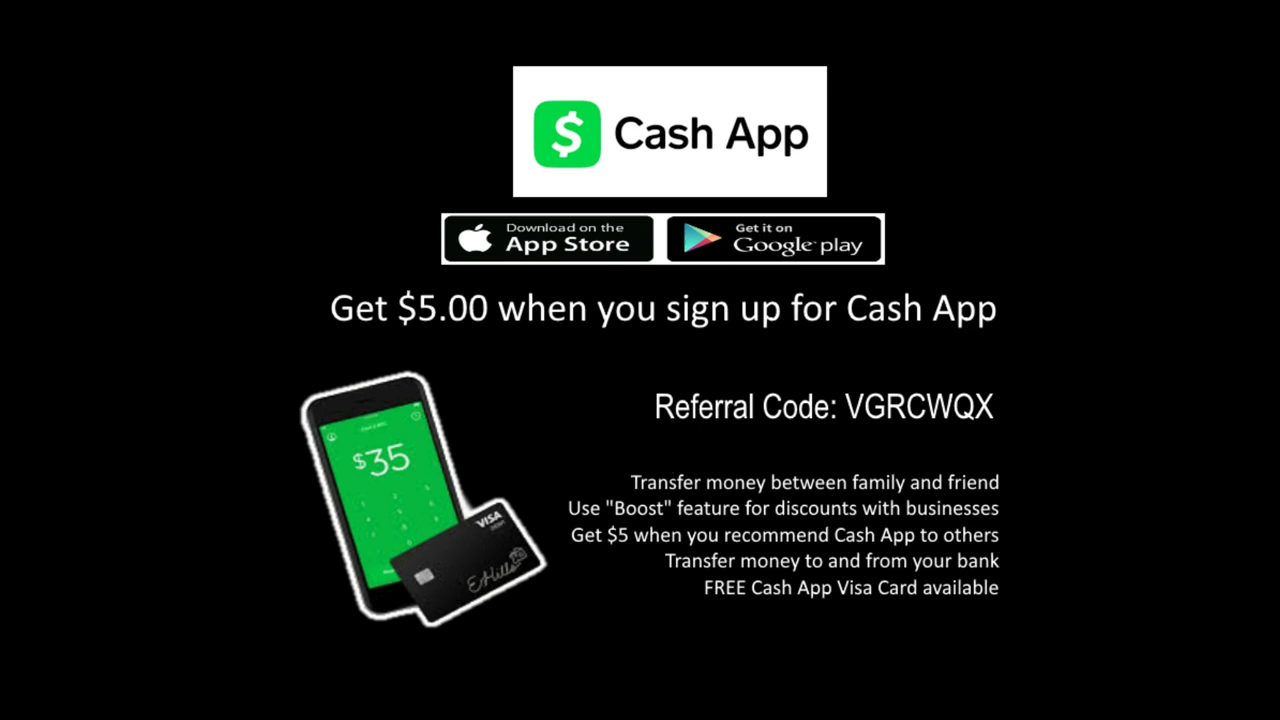 $ Cash App
Download on the
App Store
Get it on
Google play
Get $5.00 when you sign up for Cash App
$35
VISA
DEBIT
Referral Code: VGRCWQX
Transfer money between family and friend
Use "Boost" feature for discounts with businesses
Get $5 when you recommend Cash App to others
Transfer money to and from your bank
FREE Cash App Visa Card available